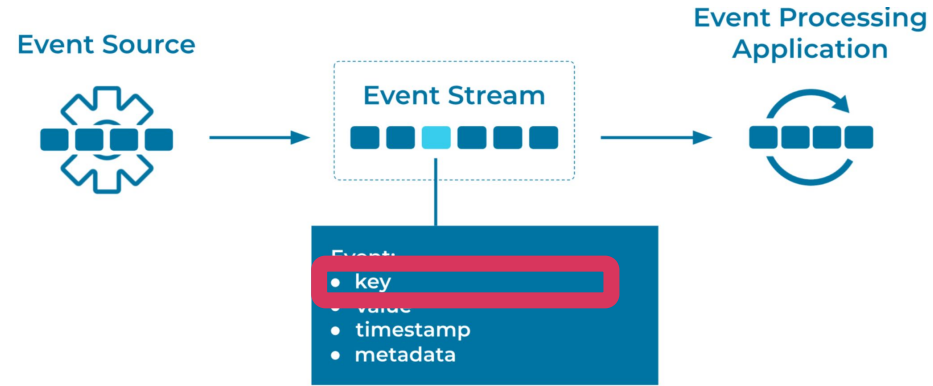 Event Source
Event Stream
Event Processing
Application
Event:
• key
• value
• timestamp
• metadata